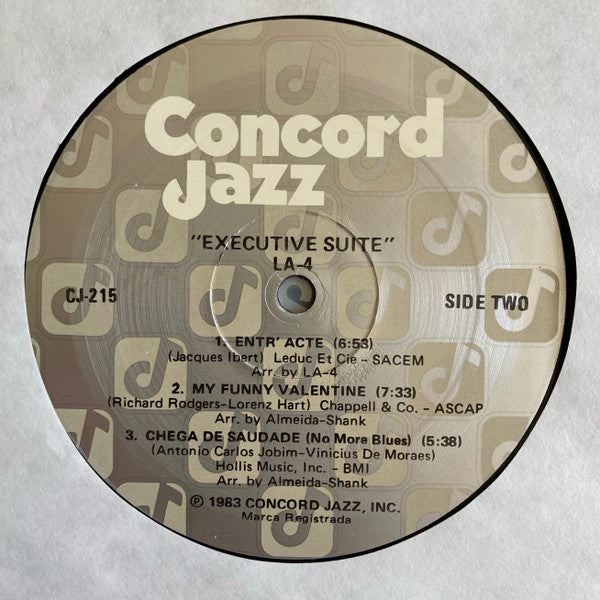 Concord
Jazz
"EXECUTIVE SUITE"
LA-4
CJ-215
SIDE TWO
1. ENTR' ACTE (6:53)
(Jacques Ibert) Leduc Et Cie - SACEM
Arr. by LA-4
2. MY FUNNY VALENTINE (7:33)
(Richard Rodgers-Lorenz Hart) Chappell & Co. - ASCAP
Arr. by Almeida-Shank
3. CHEGA DE SAUDADE (No More Blues) (5:38)
(Antonio Carlos Jobim-Vinicius De Moraes)
Hollis Music, Inc. - BMI
Arr. by Almeida-Shank
℗ 1983 CONCORD JAZZ, INC.
Marca Registrada